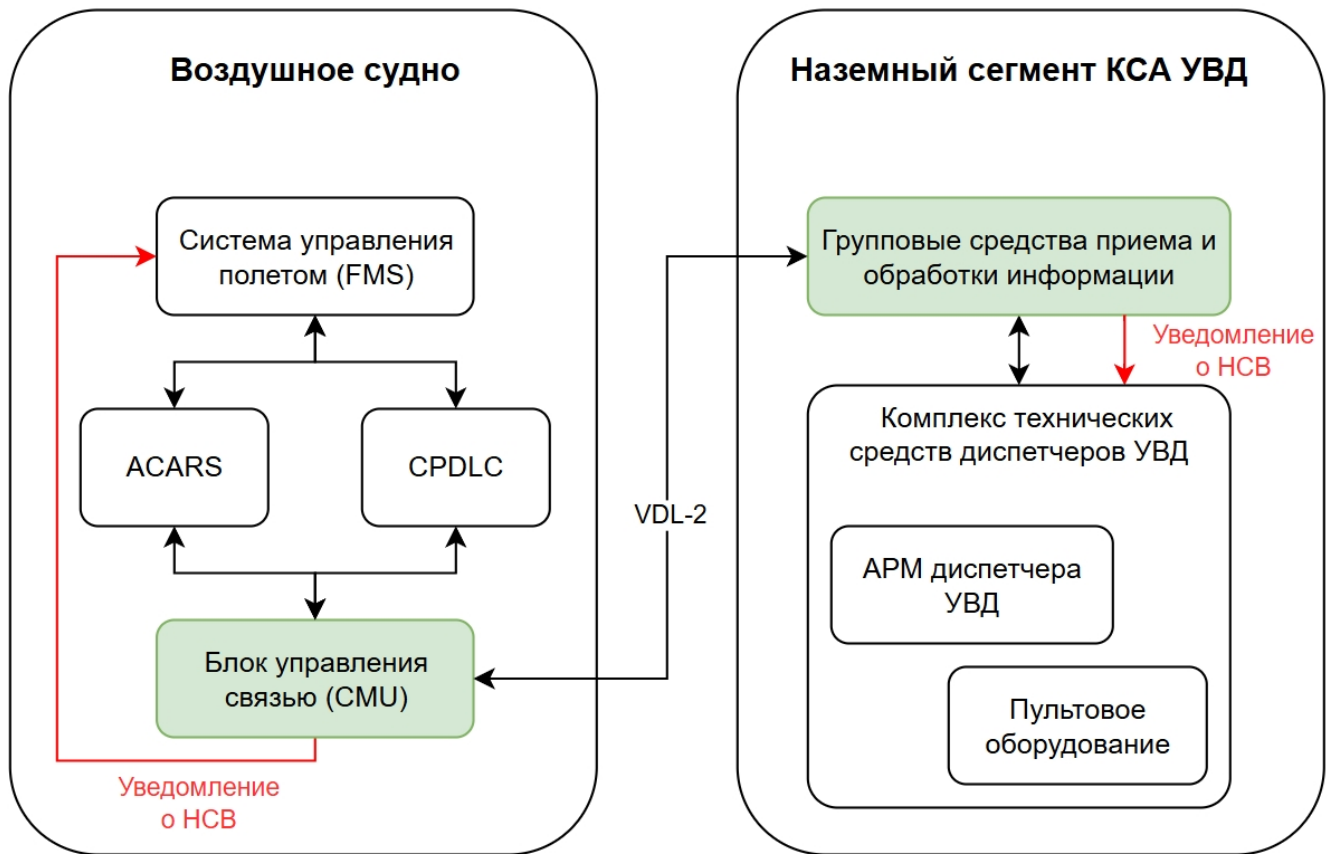 Воздушное судно
Система управления
полетом (FMS)
ACARS
CPDLC
Блок управления
связью (CMU)
Уведомление
о НСВ
VDL-2
Наземный сегмент КСА УВД
Групповые средства приема и
обработки информации
Уведомление
о НСВ
Комплекс технических
средств диспетчеров УВД
АРМ диспетчера
УВД
Пультовое
оборудование